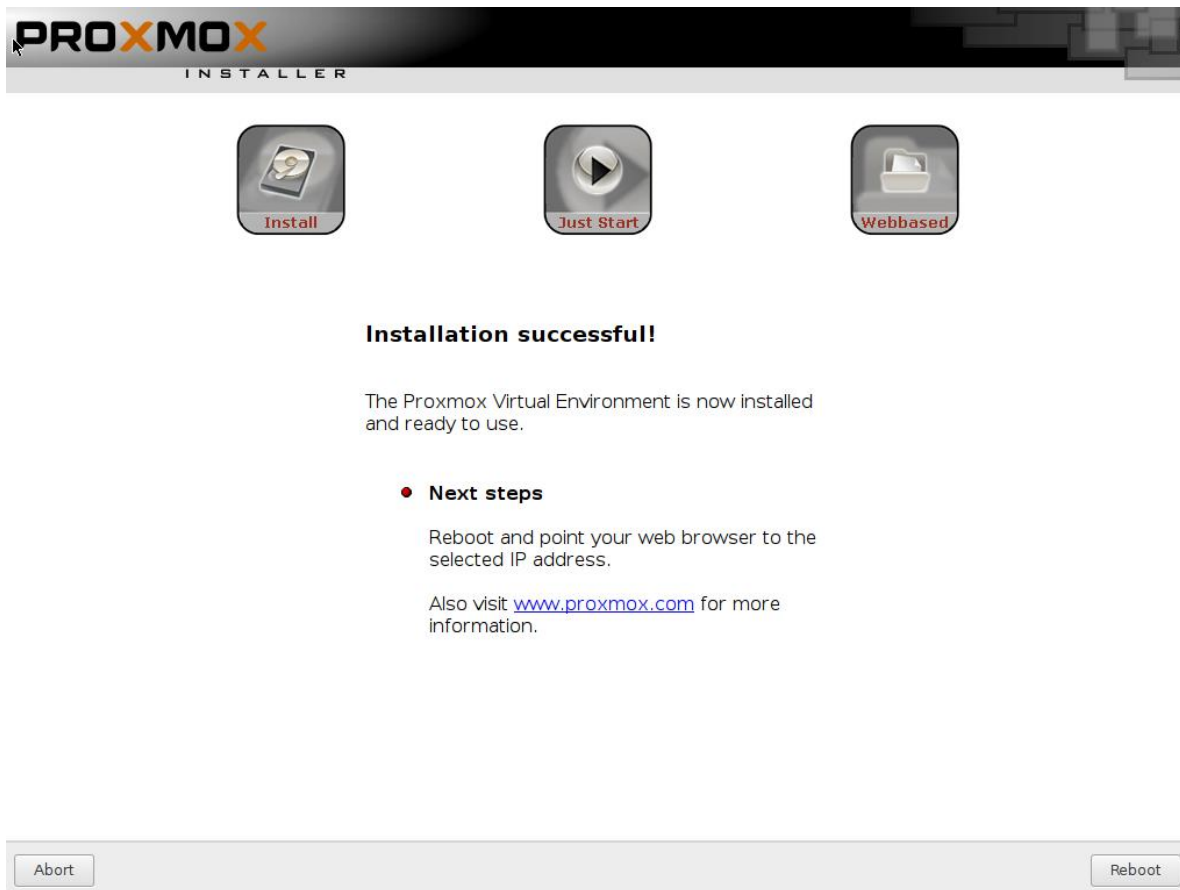 PROXMOX
INSTALLER
Install
Just Start
Webbased
Installation successful!
The Proxmox Virtual Environment is now installed
and ready to use.
Next steps
Reboot and point your web browser to the
selected IP address.
Also visit www.proxmox.com for more
information.
Abort
Reboot